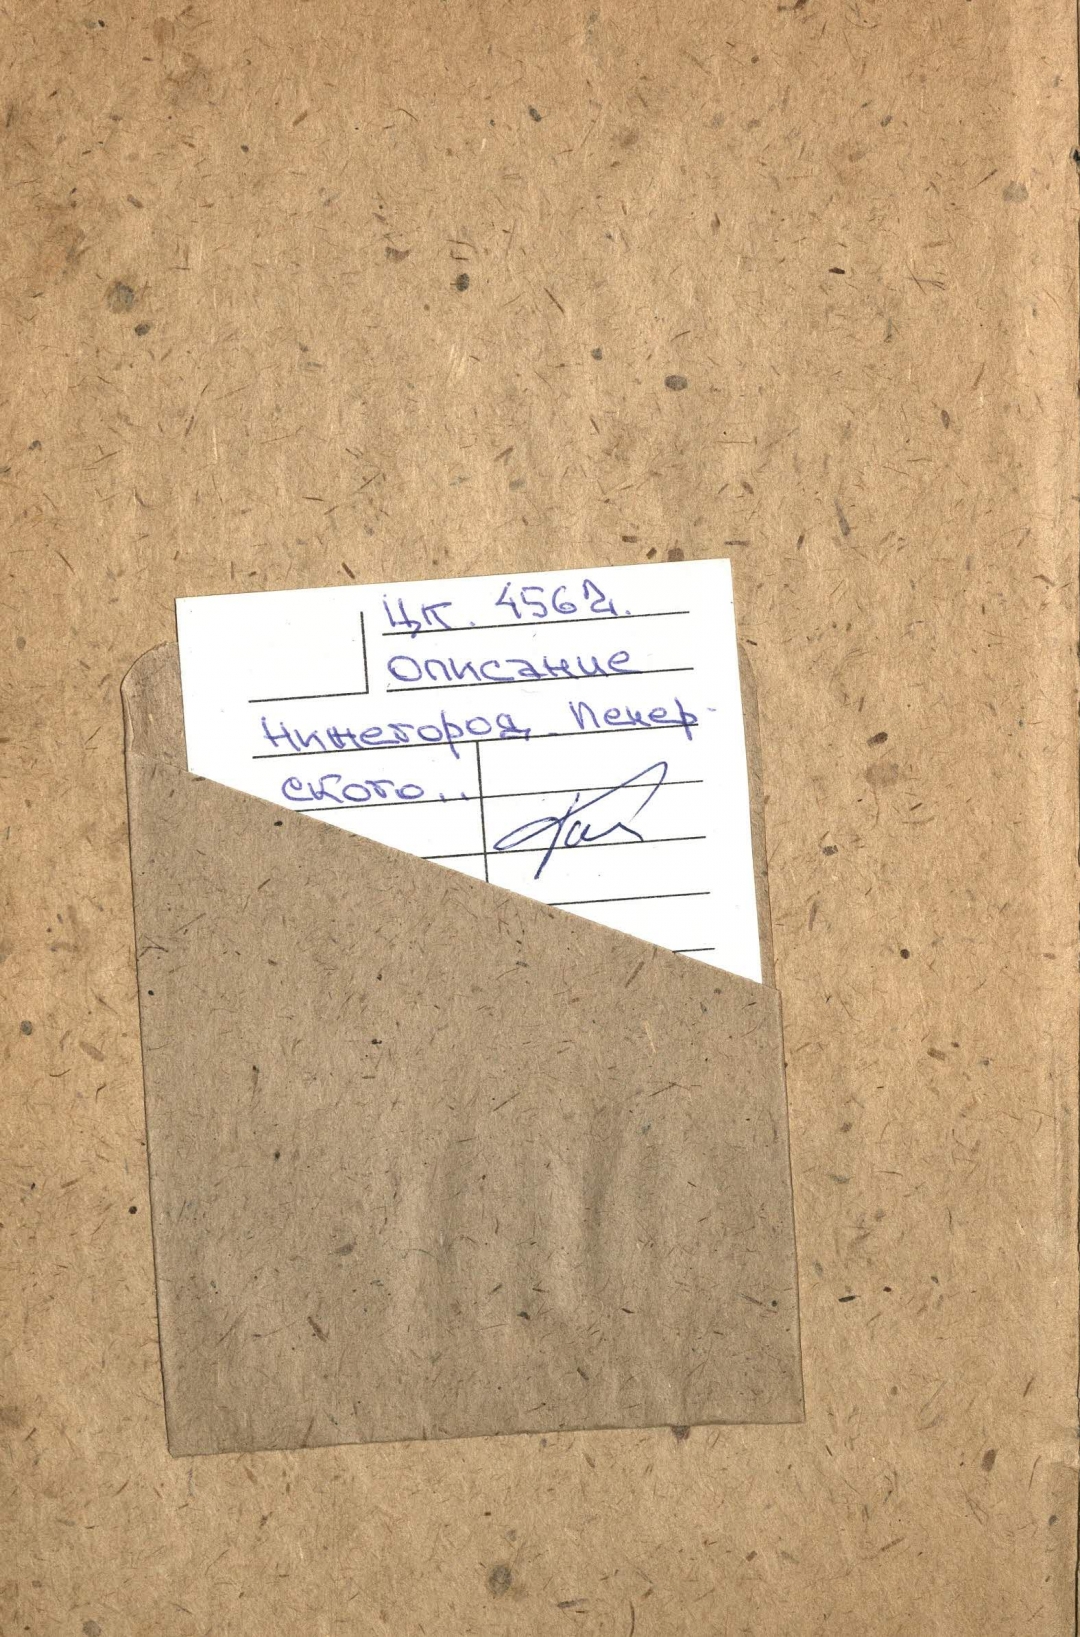 ЦК. 4562.
Описание
Нижегород. Печер-
ского..